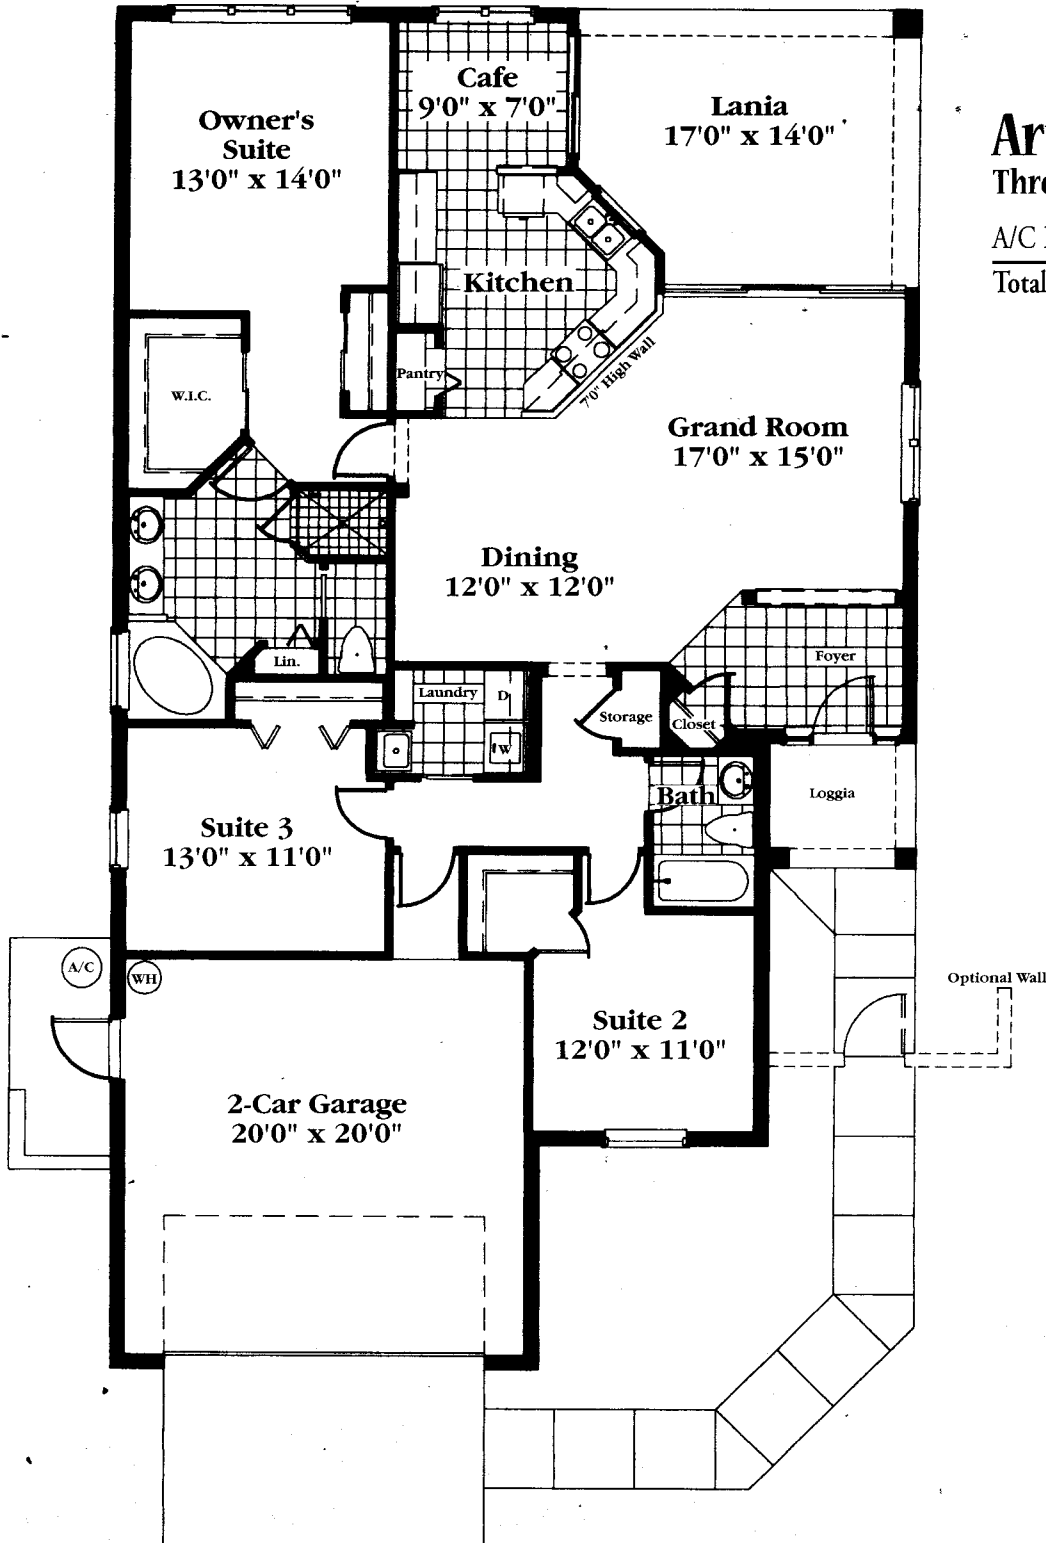 Cafe
9'0" x 7'0"
Owner's
Suite
13'0" x 14'0"
Lania
17'0" x 14'0"
Ar
Thre
A/C
Total
Kitchen
Pantry
7'0" High Wall
W.I.C.
Grand Room
17'0" x 15'0"
Dining
12'0" x 12'0"
Foyer
Lin.
Laundry
D
Storage
Closet
W
Bath
Loggia
Suite 3
13'0" x 11'0"
A/C
WH
Optional Wall
Suite 2
12'0" x 11'0"
2-Car Garage
20'0" x 20'0"